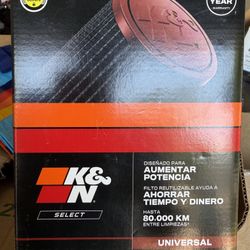 YEAR
WARRANTY
K&N
SELECT
DISEÑADO PARA
AUMENTAR
POTENCIA
FILTRO REUTILIZABLE AYUDA A
AHORRAR
TIEMPO Y DINERO
HASTA
80.000 KM
ENTRE LIMPIEZAS*
UNIVERSAL